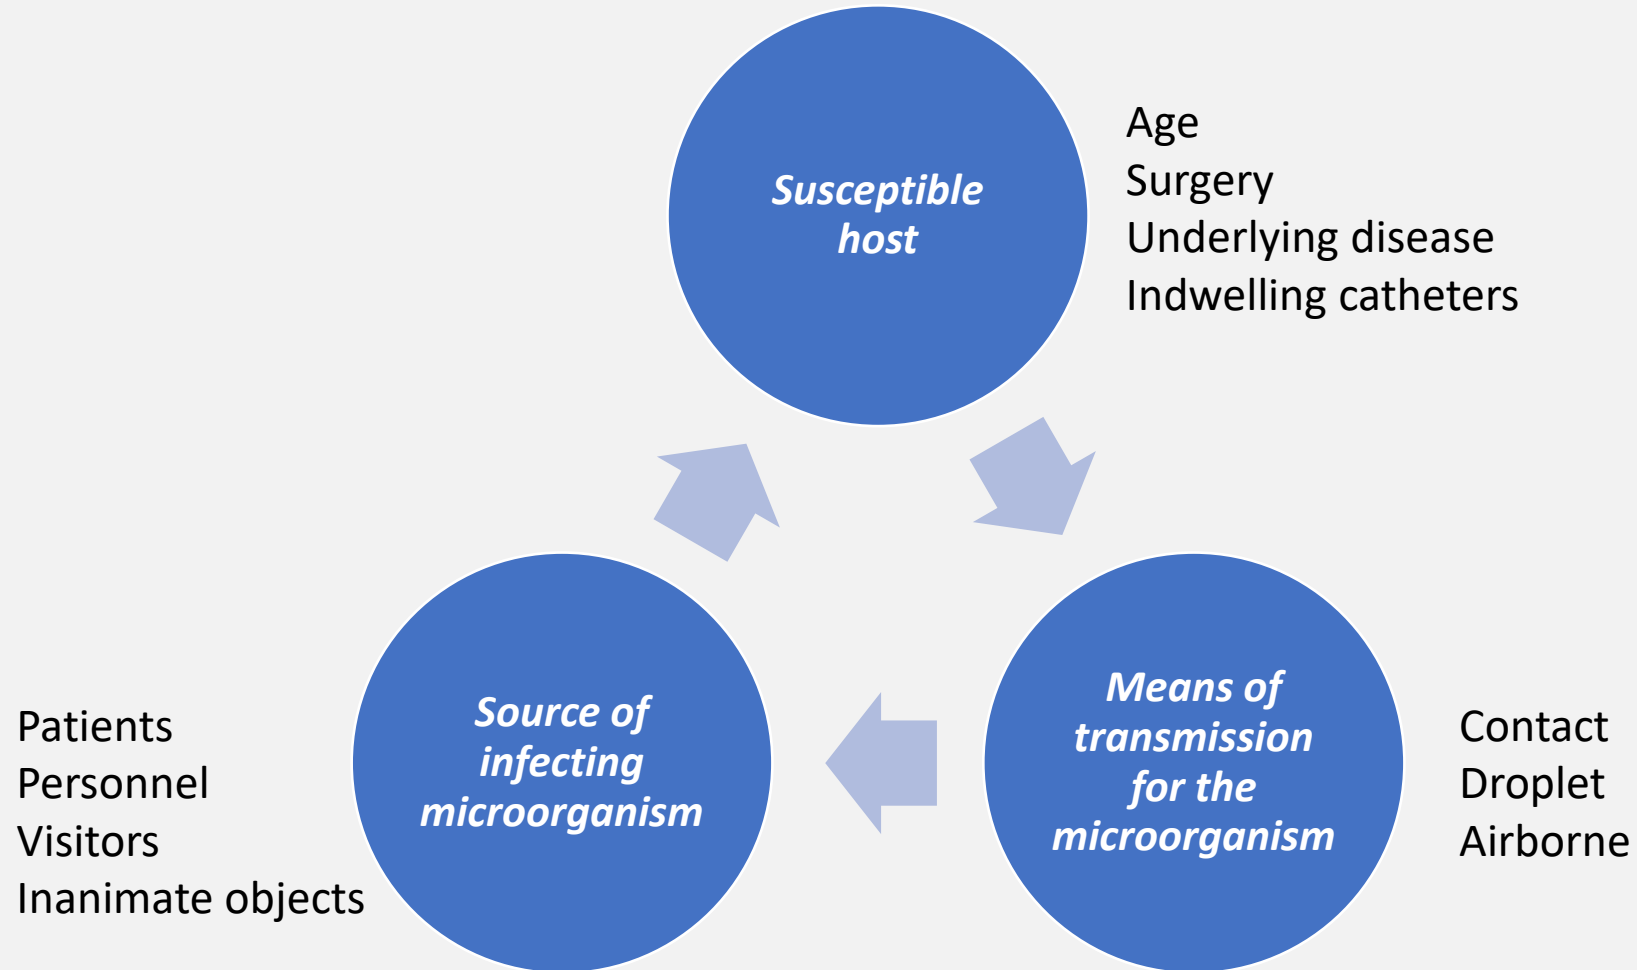 Susceptible
host
Age
Surgery
Underlying disease
Indwelling catheters
Means of
transmission
for the
microorganism
Contact
Droplet
Airborne
Source of
infecting
microorganism
Patients
Personnel
Visitors
Inanimate objects